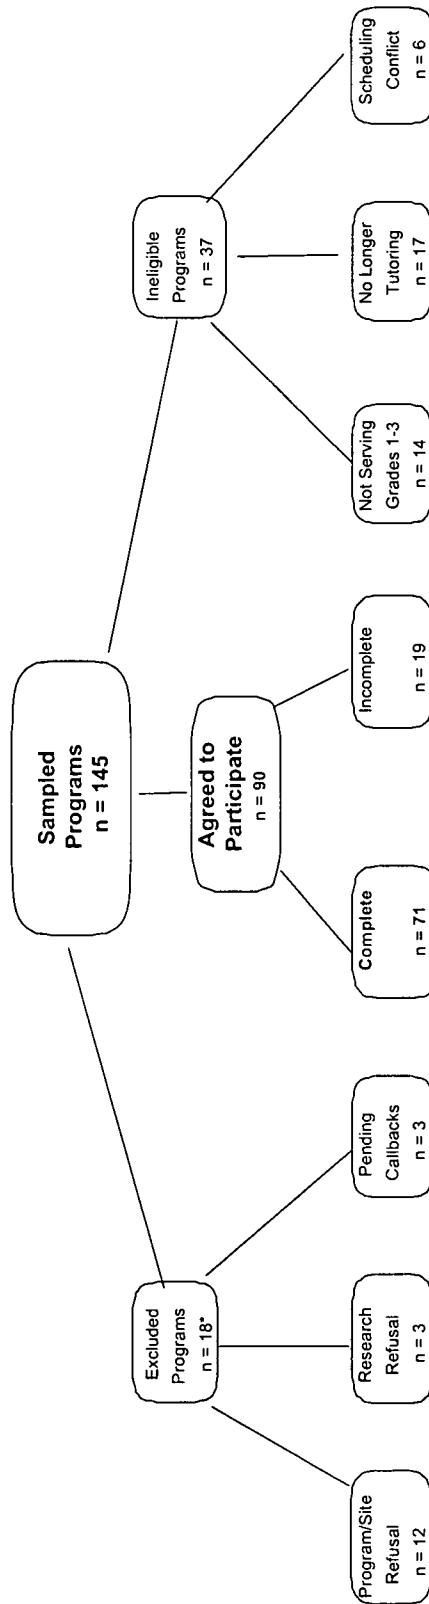 Sampled
Programs
n = 145
Excluded
Programs
n = 18*
Agreed to
Participate
n = 90
Ineligible
Programs
n = 37
Program/Site
Refusal
n = 12
Research
Refusal
n = 3
Pending
Callbacks
n = 3
Complete
n = 71
Incomplete
n = 19
Not Serving
Grades 1-3
n = 14
No Longer
Tutoring
n = 17
Scheduling
Conflict
n = 6